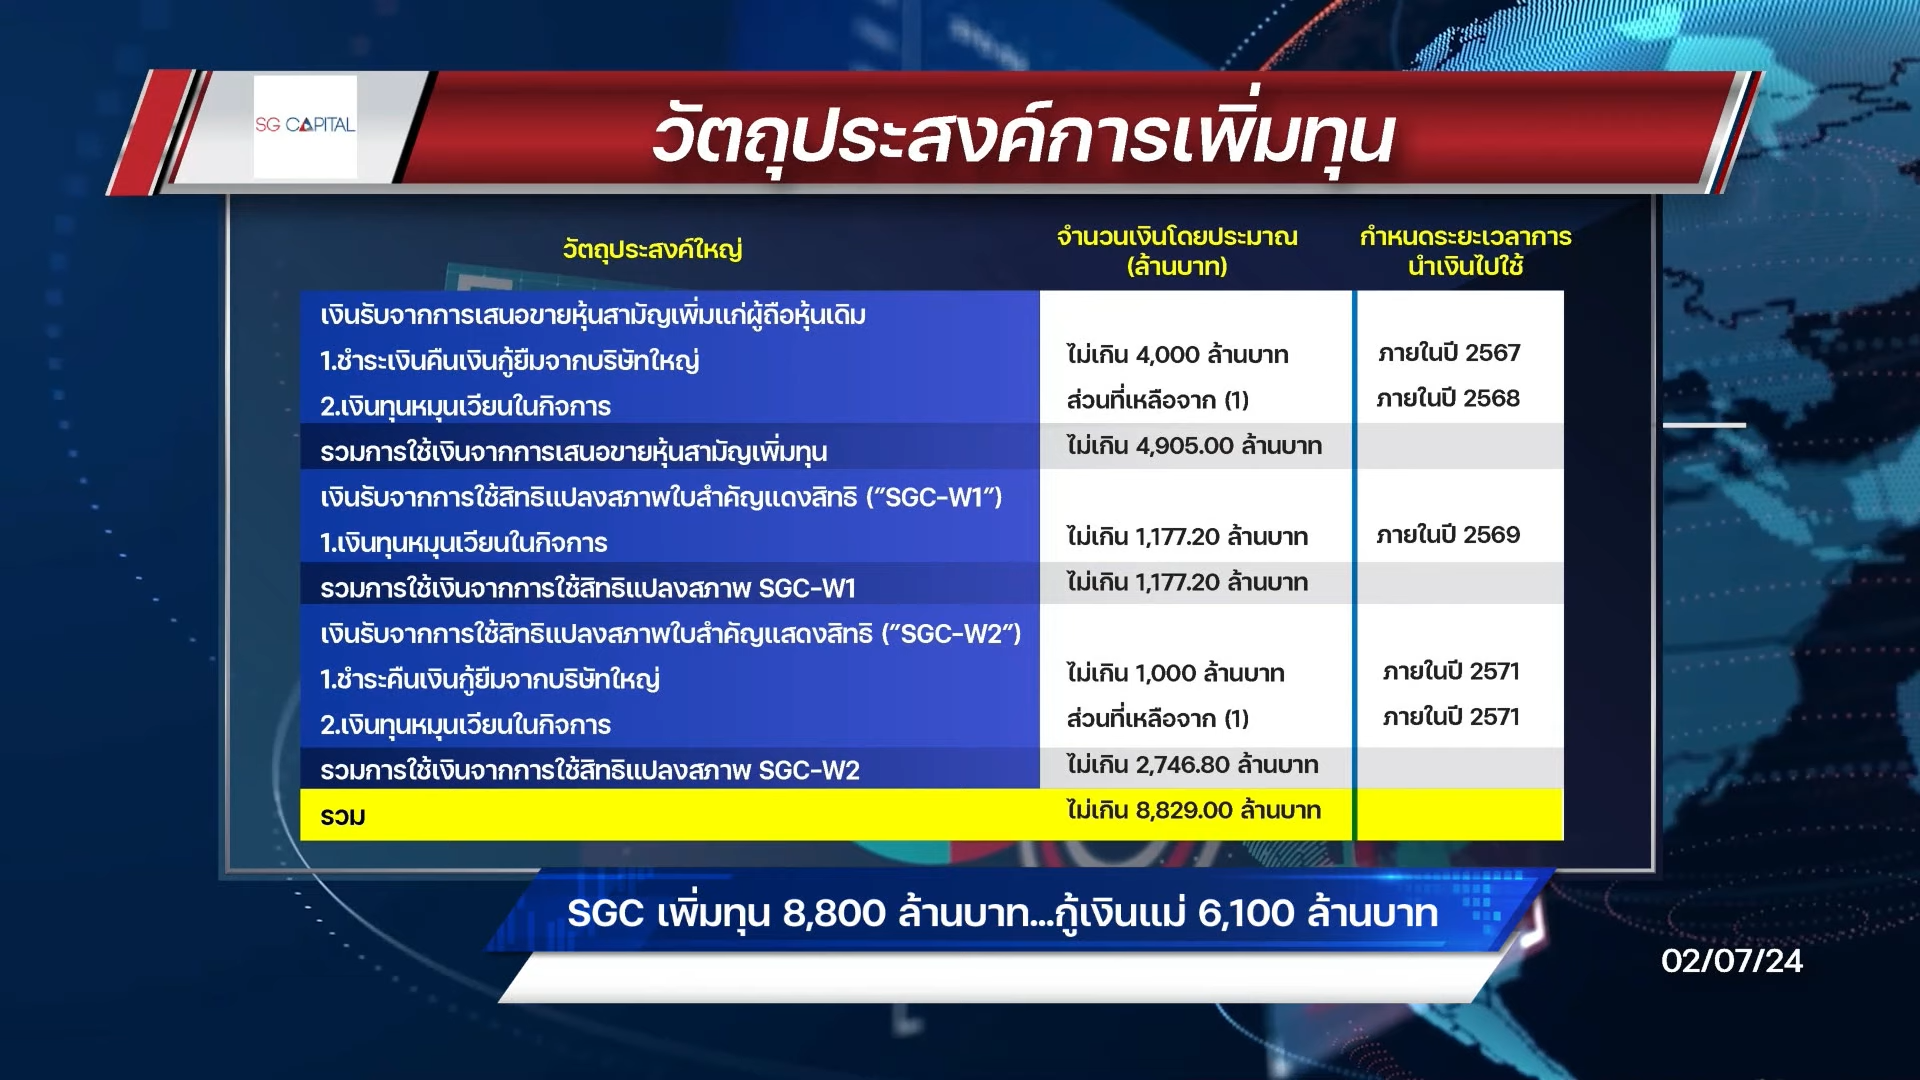 SG CAPITAL
วัตถุประสงค์การเพิ่มทุน
วัตถุประสงค์ใหญ่
จำนวนเงินโดยประมาณ
(ล้านบาท)
กำหนดระยะเวลาการ
นำเงินไปใช้
เงินรับจากการเสนอขายหุ้นสามัญเพิ่มแก่ผู้ถือหุ้นเดิม
1.ชำระเงินคืนเงินกู้ยืมจากบริษัทใหญ่ ไม่เกิน 4,000 ล้านบาท ภายในปี 2567
2.เงินทุนหมุนเวียนในกิจการ ส่วนที่เหลือจาก (1) ภายในปี 2568
รวมการใช้เงินจากการเสนอขายหุ้นสามัญเพิ่มทุน ไม่เกิน 4,905.00 ล้านบาท
เงินรับจากการใช้สิทธิแปลงสภาพใบสำคัญแดงสิทธิ ("SGC-W1")
1.เงินทุนหมุนเวียนในกิจการ ไม่เกิน 1,177.20 ล้านบาท ภายในปี 2569
รวมการใช้เงินจากการใช้สิทธิแปลงสภาพ SGC-W1 ไม่เกิน 1,177.20 ล้านบาท
เงินรับจากการใช้สิทธิแปลงสภาพใบสำคัญแสดงสิทธิ ("SGC-W2")
1.ชำระคืนเงินกู้ยืมจากบริษัทใหญ่ ไม่เกิน 1,000 ล้านบาท ภายในปี 2571
2.เงินทุนหมุนเวียนในกิจการ ส่วนที่เหลือจาก (1) ภายในปี 2571
รวมการใช้เงินจากการใช้สิทธิแปลงสภาพ SGC-W2 ไม่เกิน 2,746.80 ล้านบาท
รวม ไม่เกิน 8,829.00 ล้านบาท
SGC เพิ่มทุน 8,800 ล้านบาท...กู้เงินแม่ 6,100 ล้านบาท
02/07/24